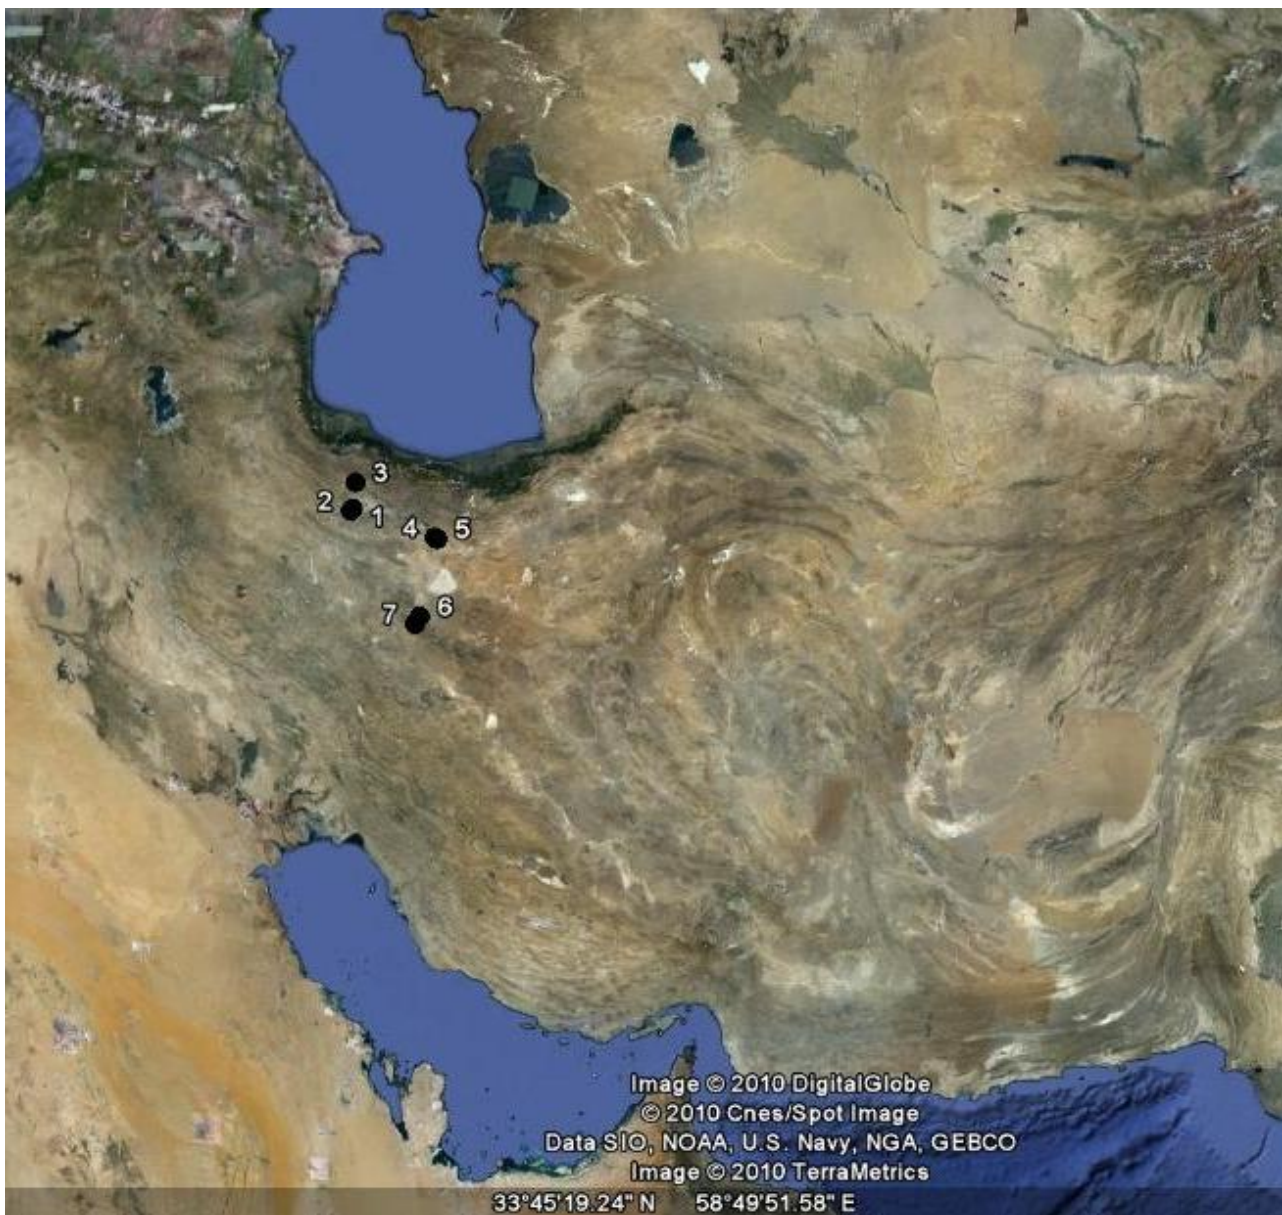 3
2
1
4
5
6
7
Image © 2010 DigitalGlobe
© 2010 Cnes/Spot Image
Data SIO, NOAA, U.S. Navy, NGA, GEBCO
Image © 2010 TerraMetrics
33°45'19.24" N 58°49'51.58" E